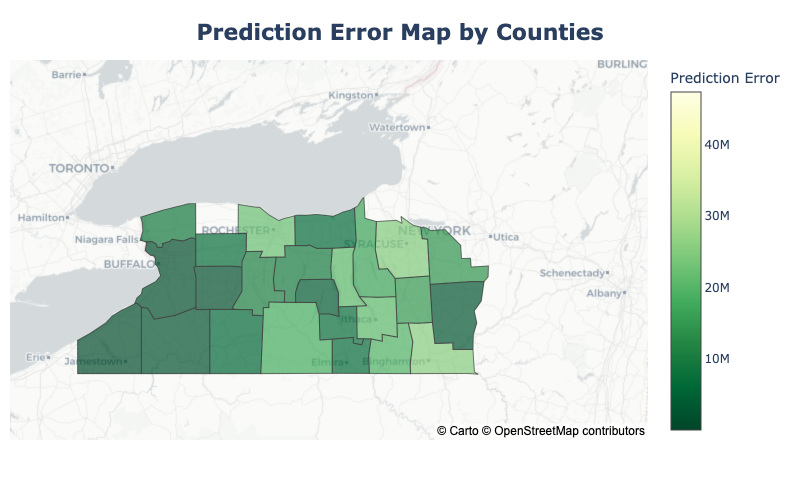 Prediction Error Map by Counties
Barrie
BURLING
Kingston
Watertown
TORONTO
Hamilton
Niagara Falls
ROCHESTER
NEW YORK
SYRACUSE
Utica
BUFFALO
Schenectady
Albany
Ithaca
Erie
Jamestown
Elmira
Binghamton
© Carto © OpenStreetMap contributors
Prediction Error
40M
30M
20M
10M